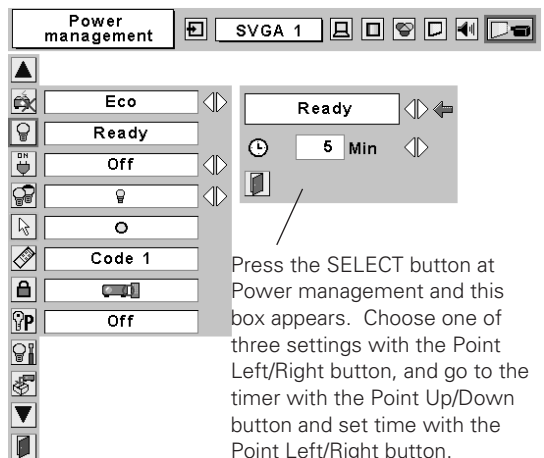 Power
management
SVGA 1
Eco
Ready
ON
Off
Code 1
P
Off
Ready
5 Min
Press the SELECT button at
Power management and this
box appears. Choose one of
three settings with the Point
Left/Right button, and go to the
timer with the Point Up/Down
button and set time with the
Point Left/Right button.